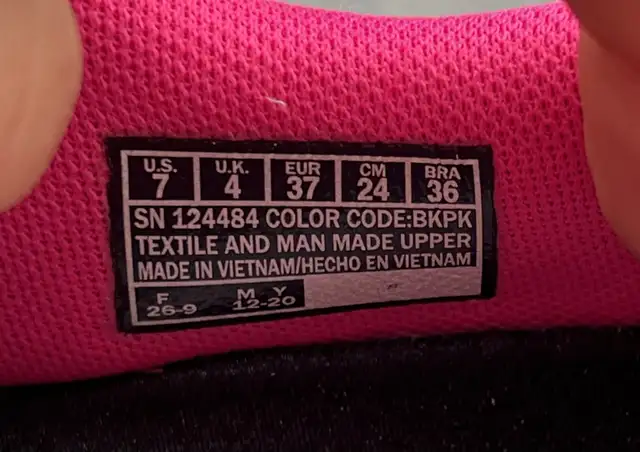 U.S. U.K. EUR CM BRA
7 4 37 24 36
SN 124484 COLOR CODE:BKPK
TEXTILE AND MAN MADE UPPER
MADE IN VIETNAM/HECHO EN VIETNAM
F M Y
26-9 12-20